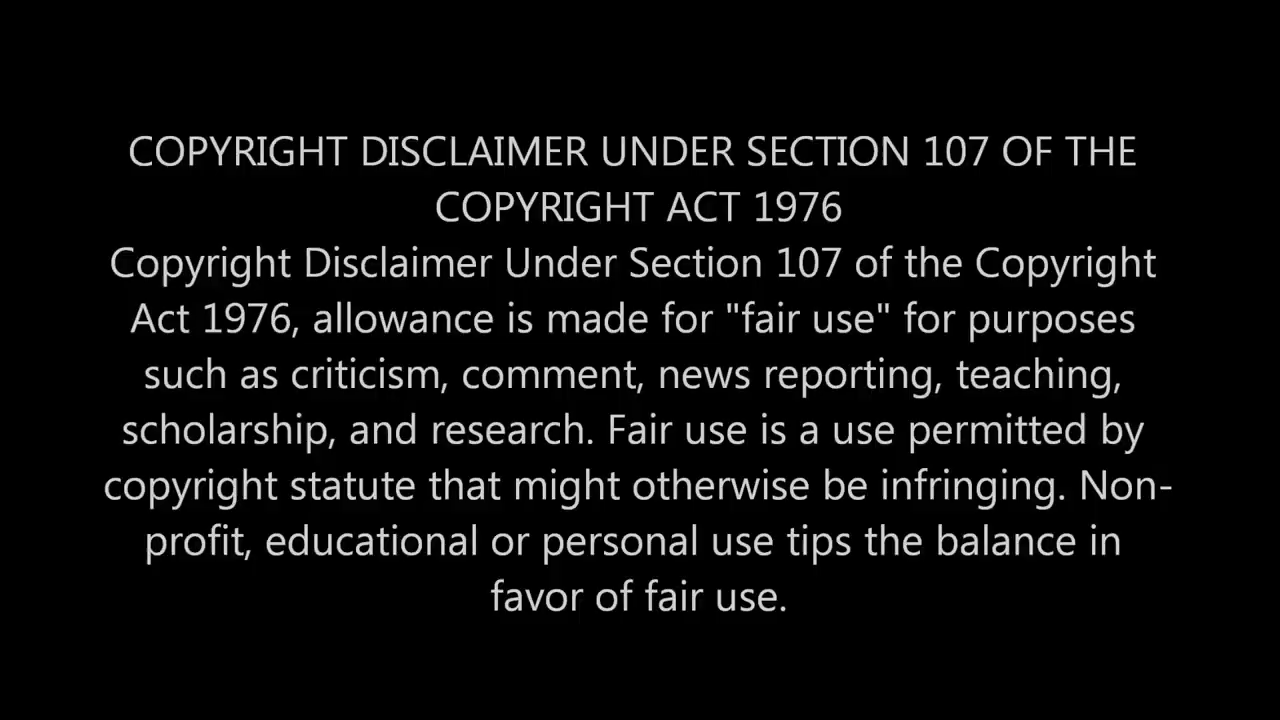 COPYRIGHT DISCLAIMER UNDER SECTION 107 OF THE
COPYRIGHT ACT 1976
Copyright Disclaimer Under Section 107 of the Copyright
Act 1976, allowance is made for "fair use" for purposes
such as criticism, comment, news reporting, teaching,
scholarship, and research. Fair use is a use permitted by
copyright statute that might otherwise be infringing. Non-
profit, educational or personal use tips the balance in
favor of fair use.